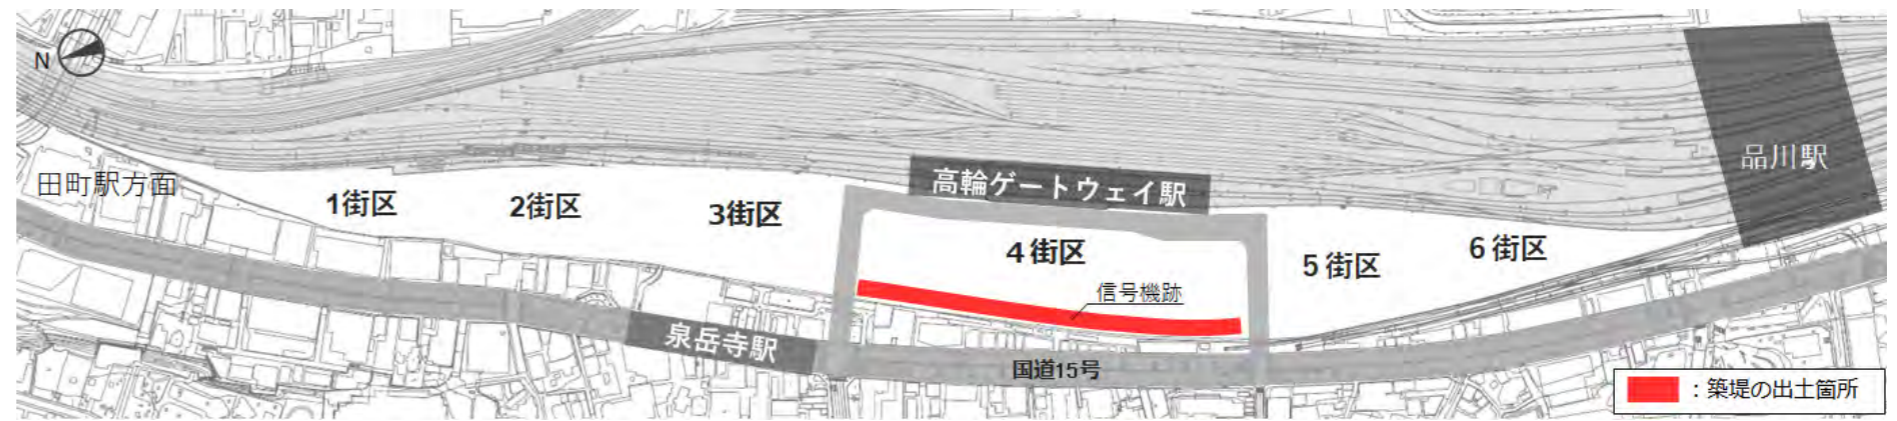 N
田町駅方面
1街区
2街区
3街区
高輪ゲートウェイ駅
4街区
信号機跡
5街区
6街区
品川駅
泉岳寺駅
国道15号
：築堤の出土箇所